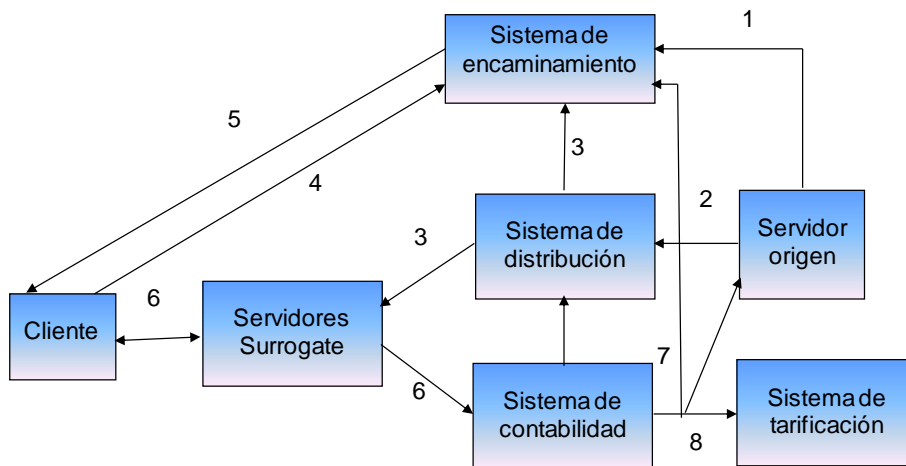 1
Sistema de
encaminamiento
5
3
4
2
Servidor
origen
Sistema de
distribución
3
6
Servidores
Surrogate
Cliente
7
6
Sistema de
contabilidad
8
Sistema de
tarificación